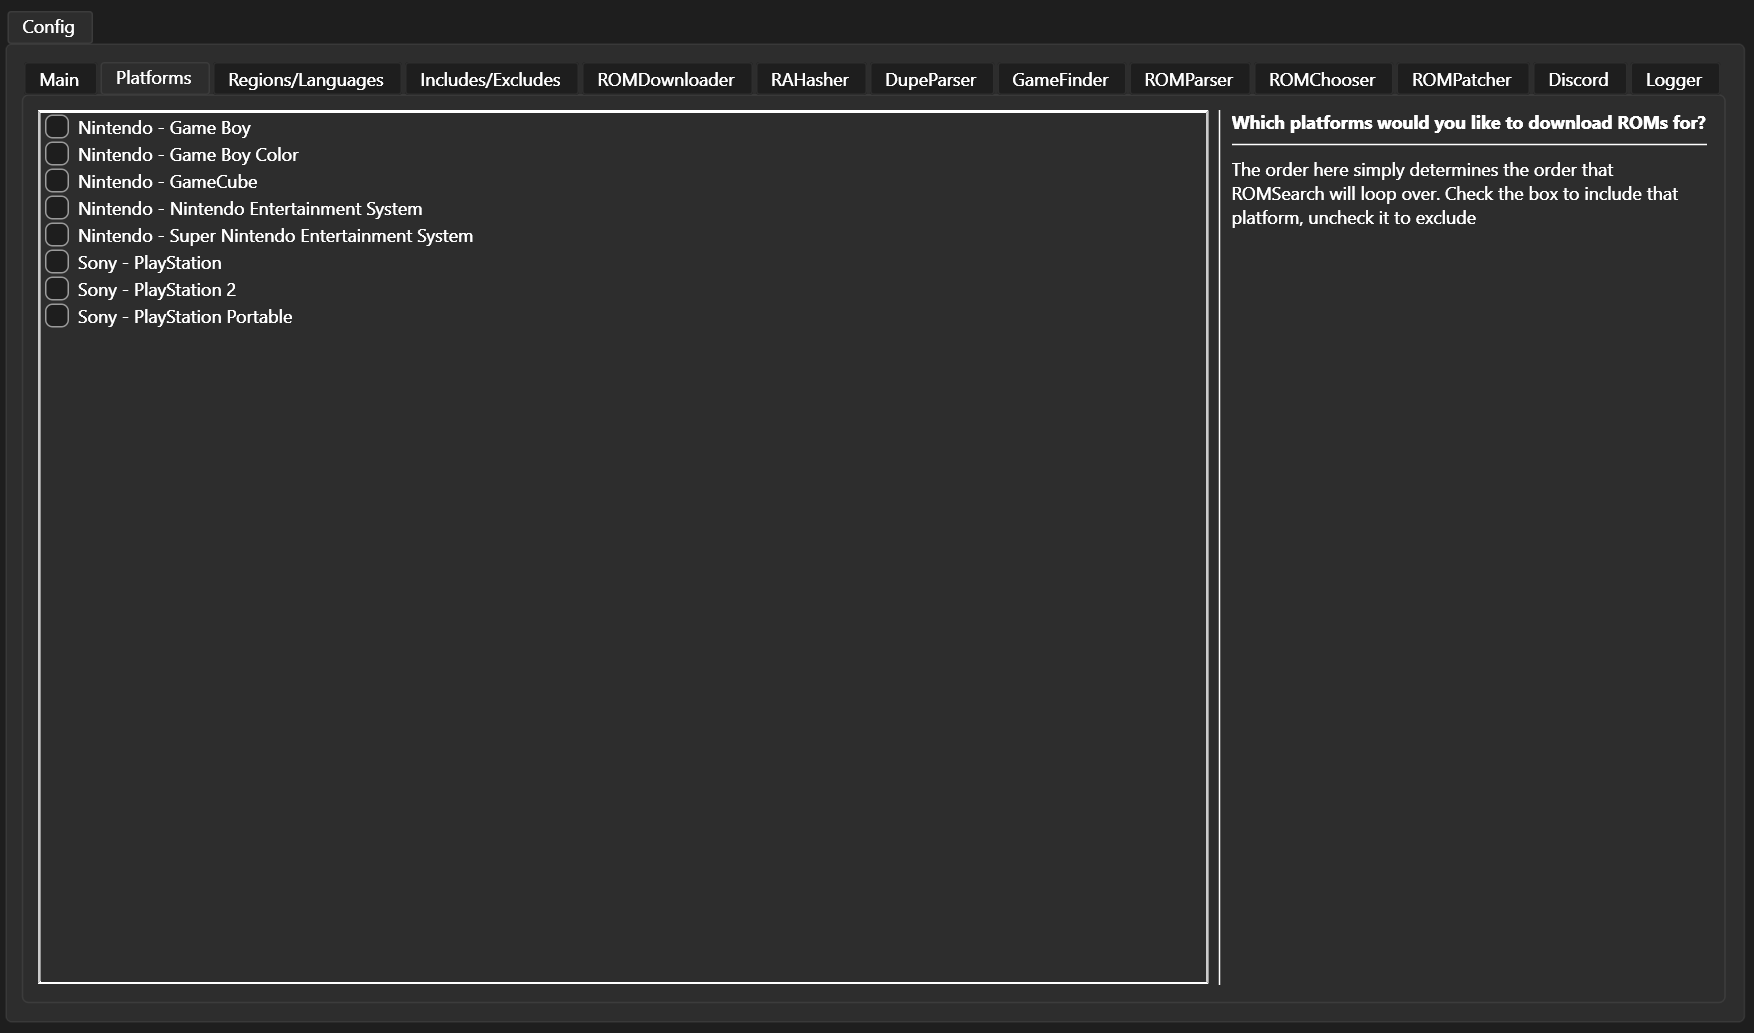 Config
Main Platforms Regions/Languages Includes/Excludes ROMDownloader RAHasher DupeParser GameFinder ROMParser ROMChooser ROMPatcher Discord Logger
Nintendo - Game Boy
Nintendo - Game Boy Color
Nintendo - GameCube
Nintendo - Nintendo Entertainment System
Nintendo - Super Nintendo Entertainment System
Sony - PlayStation
Sony - PlayStation 2
Sony - PlayStation Portable
Which platforms would you like to download ROMs for?
The order here simply determines the order that
ROMSearch will loop over. Check the box to include that
platform, uncheck it to exclude